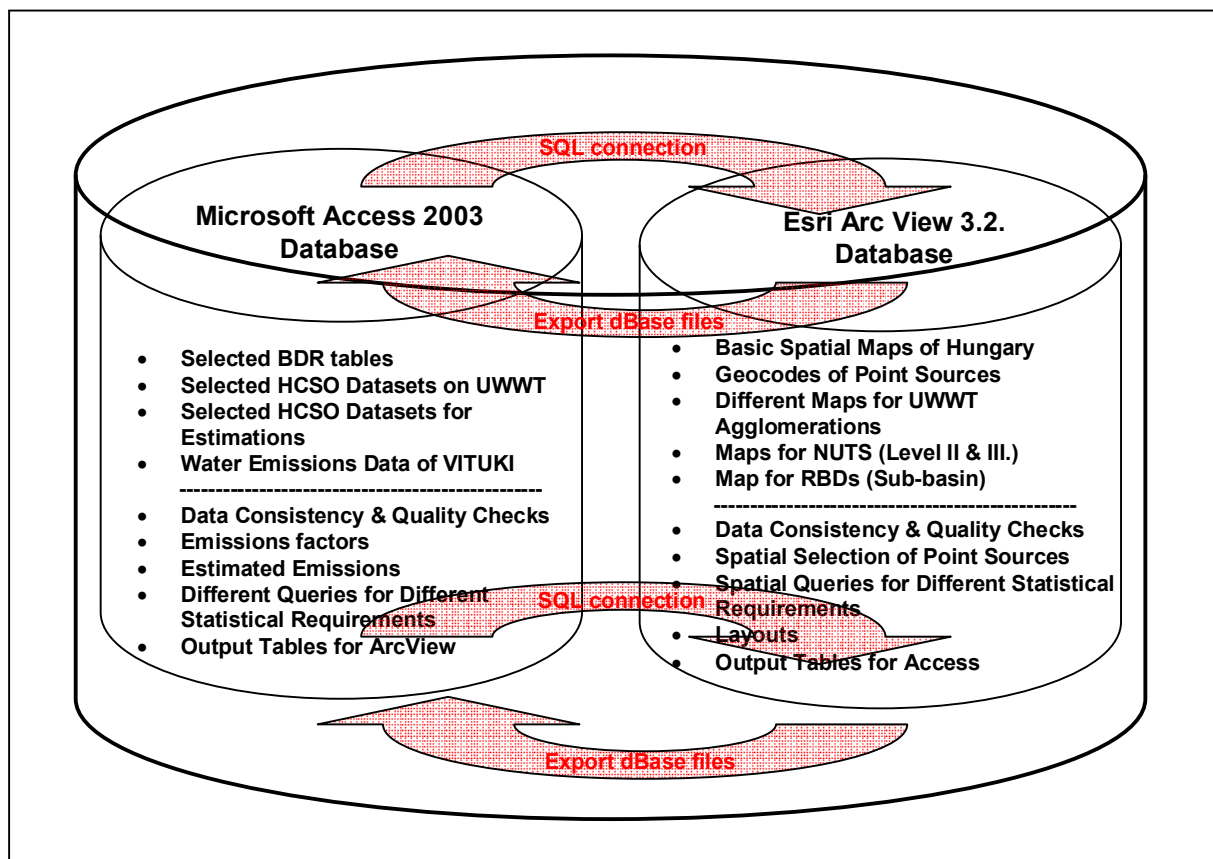 SQL connection
Microsoft Access 2003
Database
Esri Arc View 3.2.
Database
Export dBase files
• Selected BDR tables
• Selected HCSO Datasets on UWWT
• Selected HCSO Datasets for
Estimations
• Water Emissions Data of VITUKI
--------------------------------------------------
• Data Consistency & Quality Checks
• Emissions factors
• Estimated Emissions
• Different Queries for Different
Statistical Requirements
• Output Tables for ArcView
• Basic Spatial Maps of Hungary
• Geocodes of Point Sources
• Different Maps for UWWT
Agglomerations
• Maps for NUTS (Level II & III.)
• Map for RBDs (Sub-basin)
--------------------------------------------------
• Data Consistency & Quality Checks
• Spatial Selection of Point Sources
• Spatial Queries for Different Statistical
Requirements
• Layouts
• Output Tables for Access
SQL connection
Export dBase files